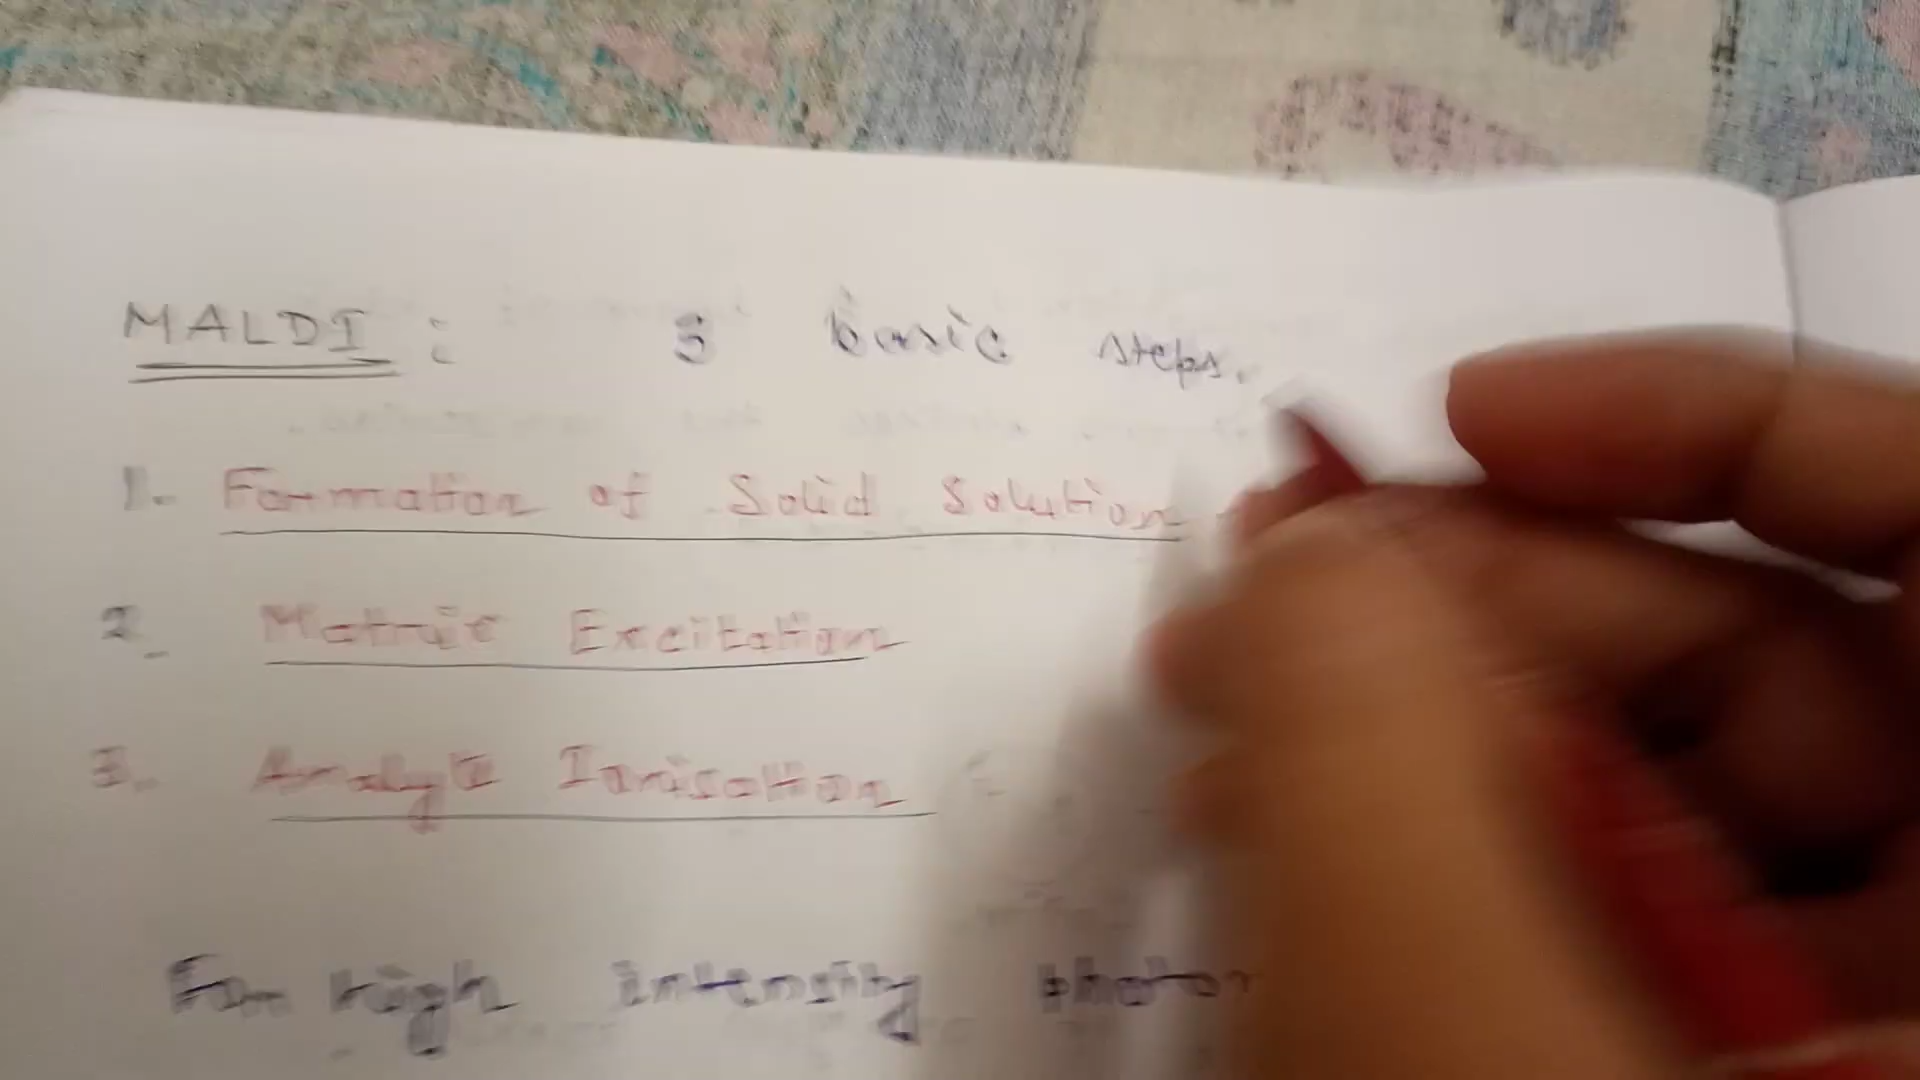 MALDI : 3 basic steps.
1. Formation of Solid Solution
2. Matrix Excitation
3. Analyte Ionisation :
For high intensity photon